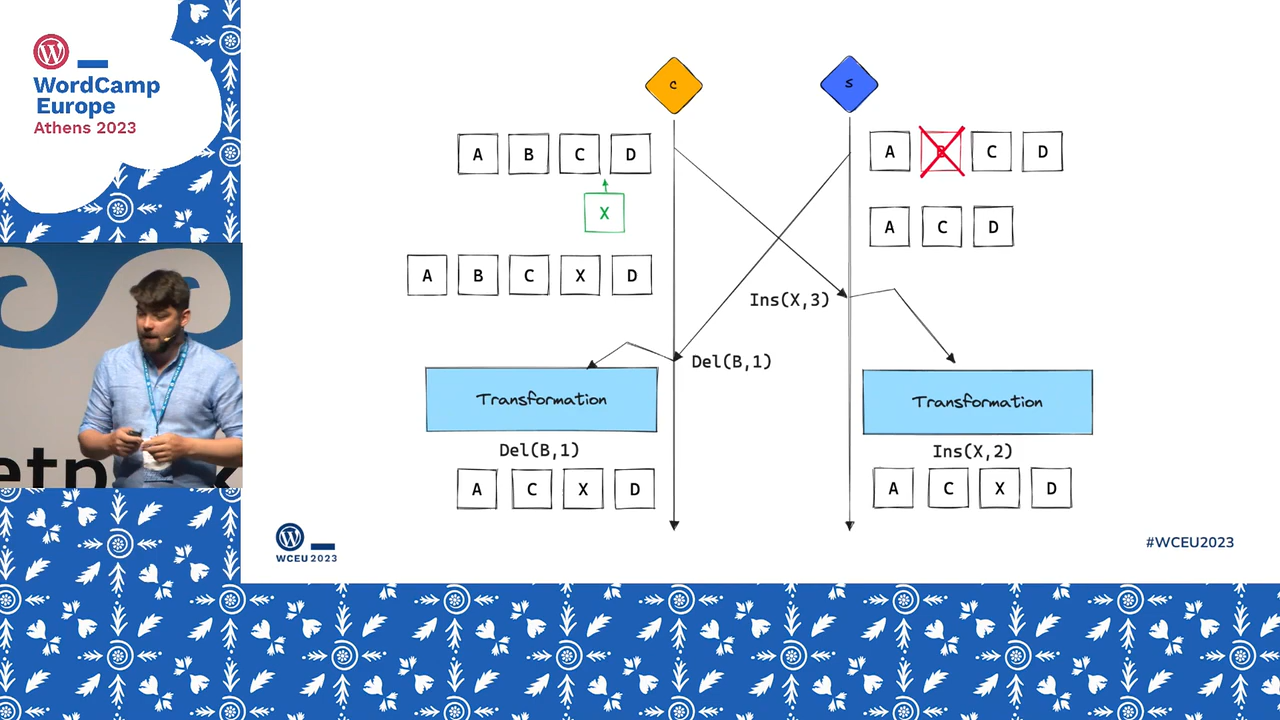 WordCamp
Europe
Athens 2023
c
s
A B C D
X
A B C X D
A B C D
A C D
Ins(X,3)
Del(B,1)
Transformation
Transformation
Del(B,1)
Ins(X,2)
A C X D
A C X D
WCEU 2023
#WCEU2023